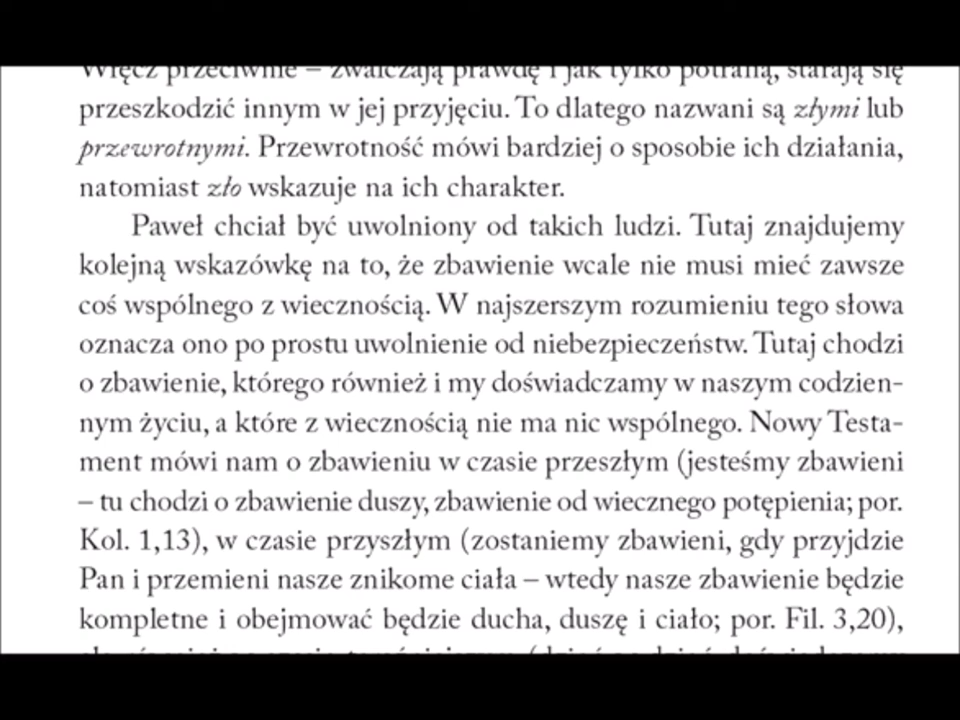 Wręcz przeciwnie – zwalczają prawdę i jak tylko potrafią, starają się
przeszkodzić innym w jej przyjęciu. To dlatego nazwani są złymi lub
przewrotnymi. Przewrotność mówi bardziej o sposobie ich działania,
natomiast zło wskazuje na ich charakter.
Paweł chciał być uwolniony od takich ludzi. Tutaj znajdujemy
kolejną wskazówkę na to, że zbawienie wcale nie musi mieć zawsze
coś wspólnego z wiecznością. W najszerszym rozumieniu tego słowa
oznacza ono po prostu uwolnienie od niebezpieczeństw. Tutaj chodzi
o zbawienie, którego również i my doświadczamy w naszym codzien-
nym życiu, a które z wiecznością nie ma nic wspólnego. Nowy Testa-
ment mówi nam o zbawieniu w czasie przeszłym (jesteśmy zbawieni
– tu chodzi o zbawienie duszy, zbawienie od wiecznego potępienia; por.
Kol. 1,13), w czasie przyszłym (zostaniemy zbawieni, gdy przyjdzie
Pan i przemieni nasze znikome ciała – wtedy nasze zbawienie będzie
kompletne i obejmować będzie ducha, duszę i ciało; por. Fil. 3,20),